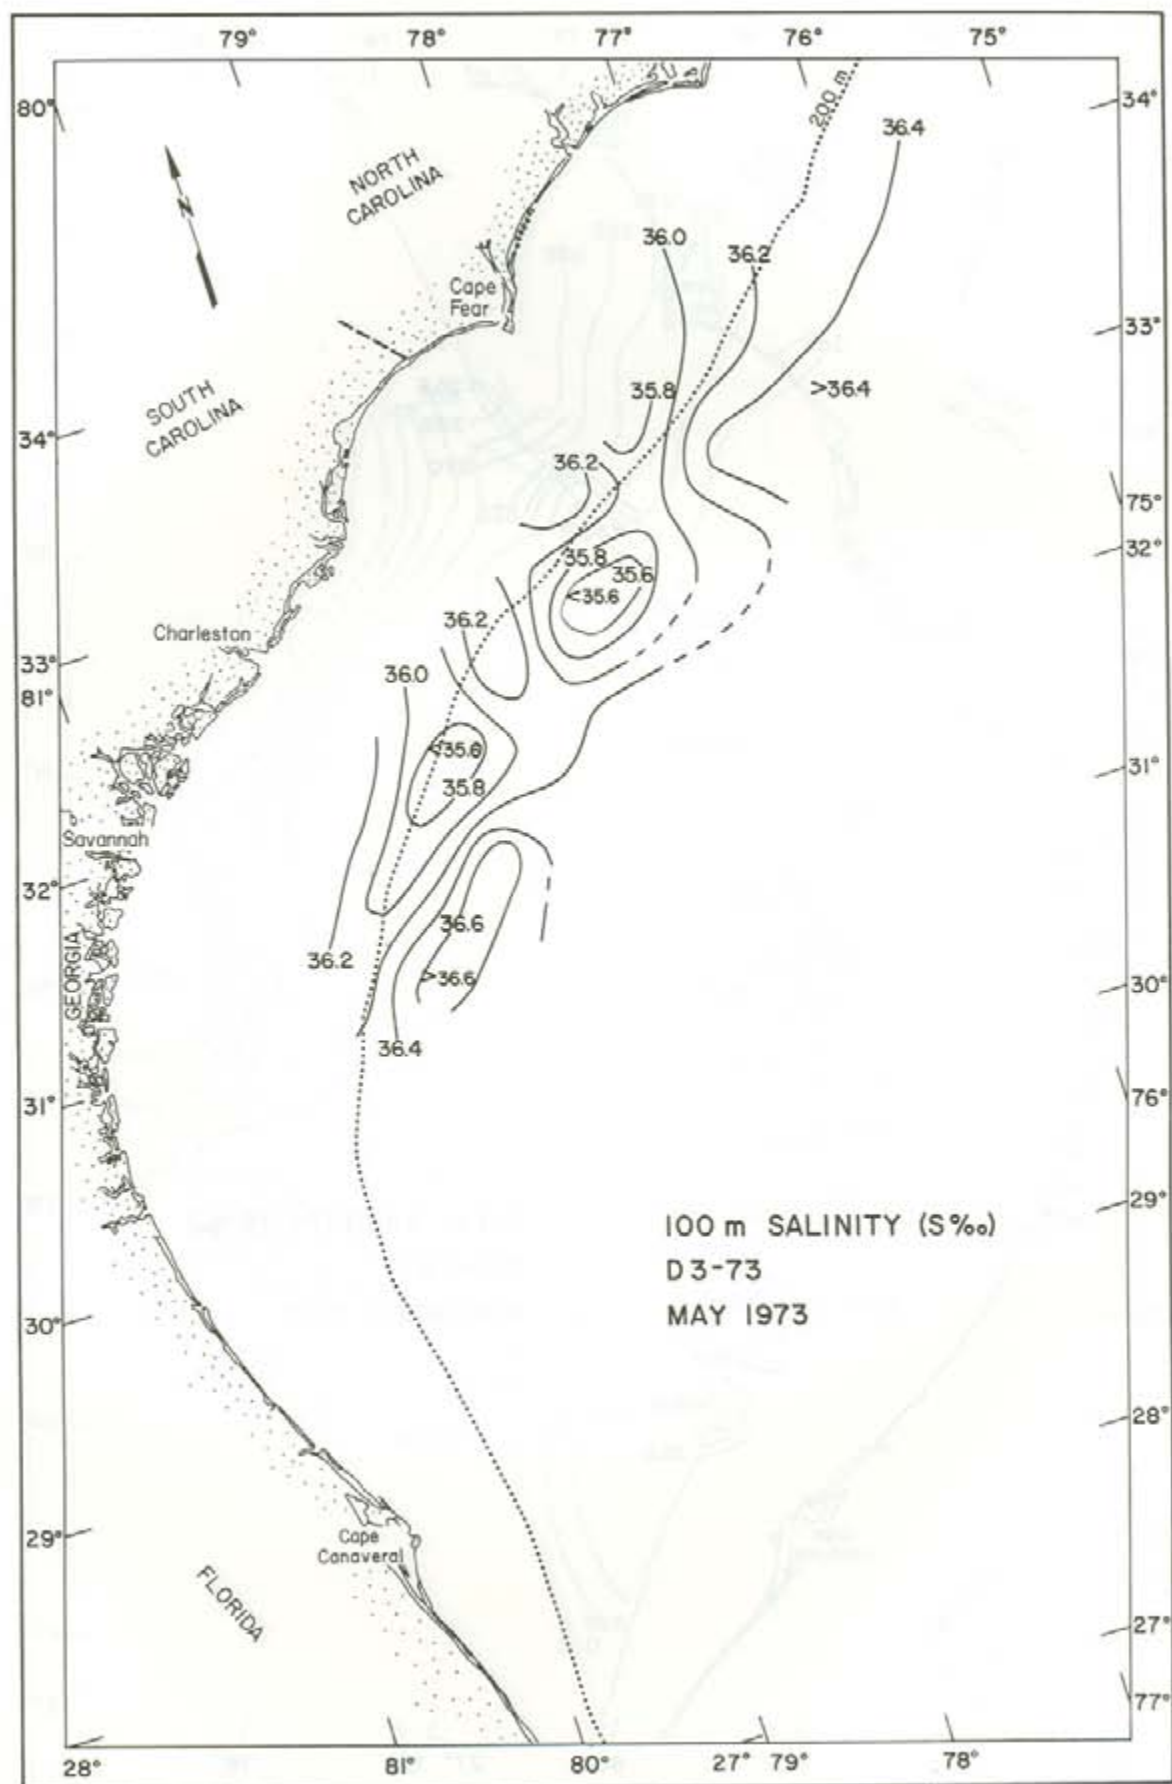 79°
78°
77°
76°
75°
80°
34°
200 m
36.4
NORTH
CAROLINA
N
36.0
36.2
Cape
Fear
33°
SOUTH
CAROLINA
35.8
>36.4
34°
36.2
75°
32°
35.8
35.6
<35.6
36.2
Charleston
33°
81°
36.0
<35.6
35.8
31°
Savannah
32°
36.6
36.2
>36.6
30°
GEORGIA
36.4
31°
76°
29°
100 m SALINITY (S‰)
D3-73
MAY 1973
30°
28°
29°
Cape
Canaveral
FLORIDA
27°
77°
28°
81°
80°
27°
79°
78°